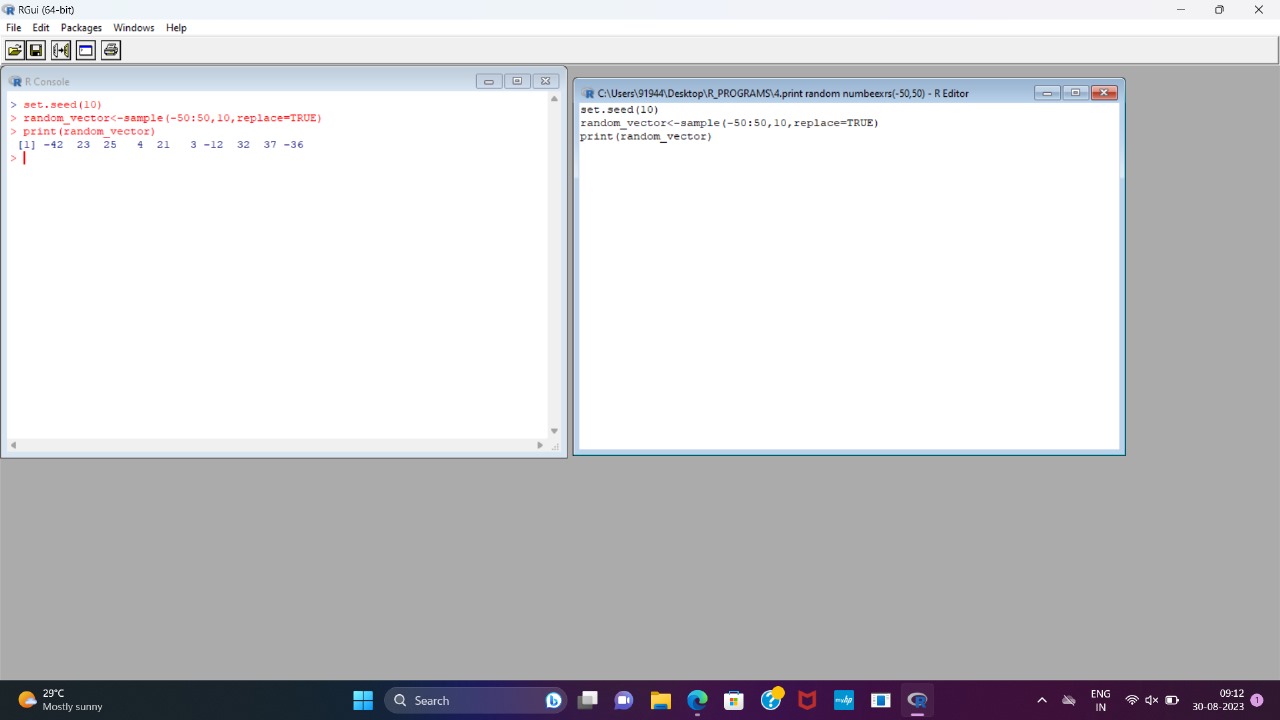 RGui (64-bit)
File Edit Packages Windows Help
R Console
> set.seed(10)
> random_vector<-sample(-50:50,10,replace=TRUE)
> print(random_vector)
[1] -42 23 25 4 21 3 -12 32 37 -36
>
C:\Users\91944\Desktop\R_PROGRAMS\4.print random numbeexrs(-50,50) - R Editor
set.seed(10)
random_vector<-sample(-50:50,10,replace=TRUE)
print(random_vector)
29°C
Mostly sunny
Search
ENG
IN
09:12
30-08-2023
1